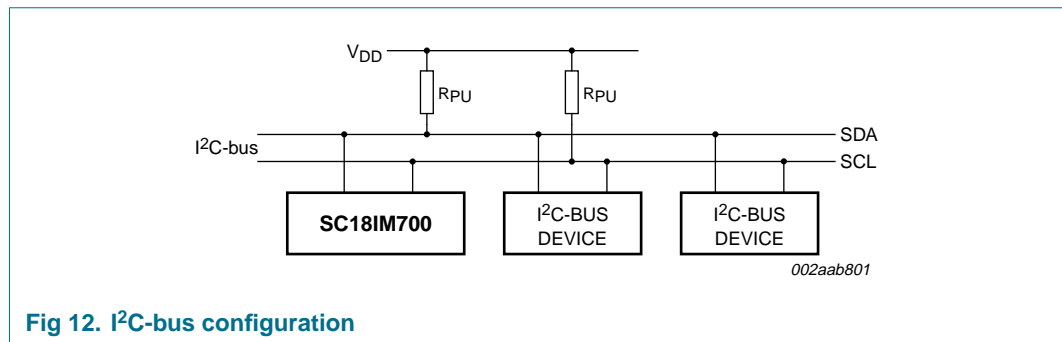 VDD
RPU RPU
SDA
I²C-bus
SCL
SC18IM700
I²C-BUS
DEVICE
I²C-BUS
DEVICE
002aab801
Fig 12. I²C-bus configuration